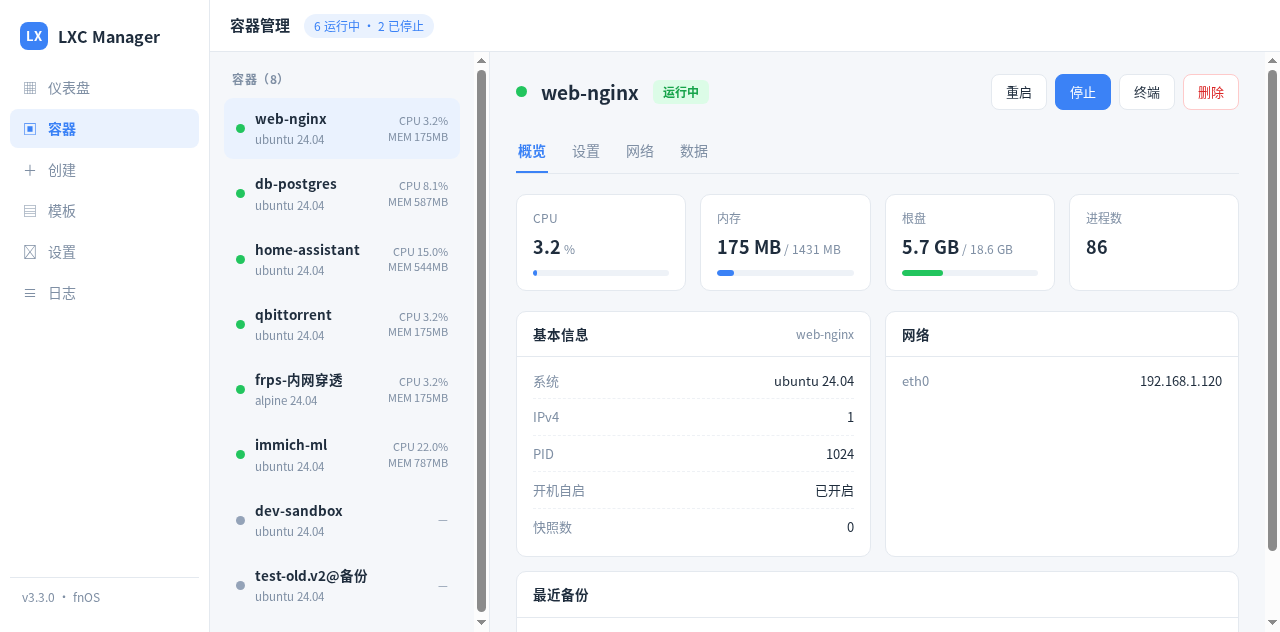 LX LXC Manager
仪表盘
容器
创建
模板
设置
日志
v3.3.0 • fnOS
容器管理 6 运行中 • 2 已停止
容器（8）
web-nginx
ubuntu 24.04
CPU 3.2%
MEM 175MB
db-postgres
ubuntu 24.04
CPU 8.1%
MEM 587MB
home-assistant
ubuntu 24.04
CPU 15.0%
MEM 544MB
qbittorrent
ubuntu 24.04
CPU 3.2%
MEM 175MB
frps-内网穿透
alpine 24.04
CPU 3.2%
MEM 175MB
immich-ml
ubuntu 24.04
CPU 22.0%
MEM 787MB
dev-sandbox
ubuntu 24.04
—
test-old.v2@备份
ubuntu 24.04
—
web-nginx 运行中
重启 停止 终端 删除
概览 设置 网络 数据
CPU
3.2 %
内存
175 MB / 1431 MB
根盘
5.7 GB / 18.6 GB
进程数
86
基本信息 web-nginx
系统 ubuntu 24.04
IPv4 1
PID 1024
开机自启 已开启
快照数 0
网络
eth0 192.168.1.120
最近备份